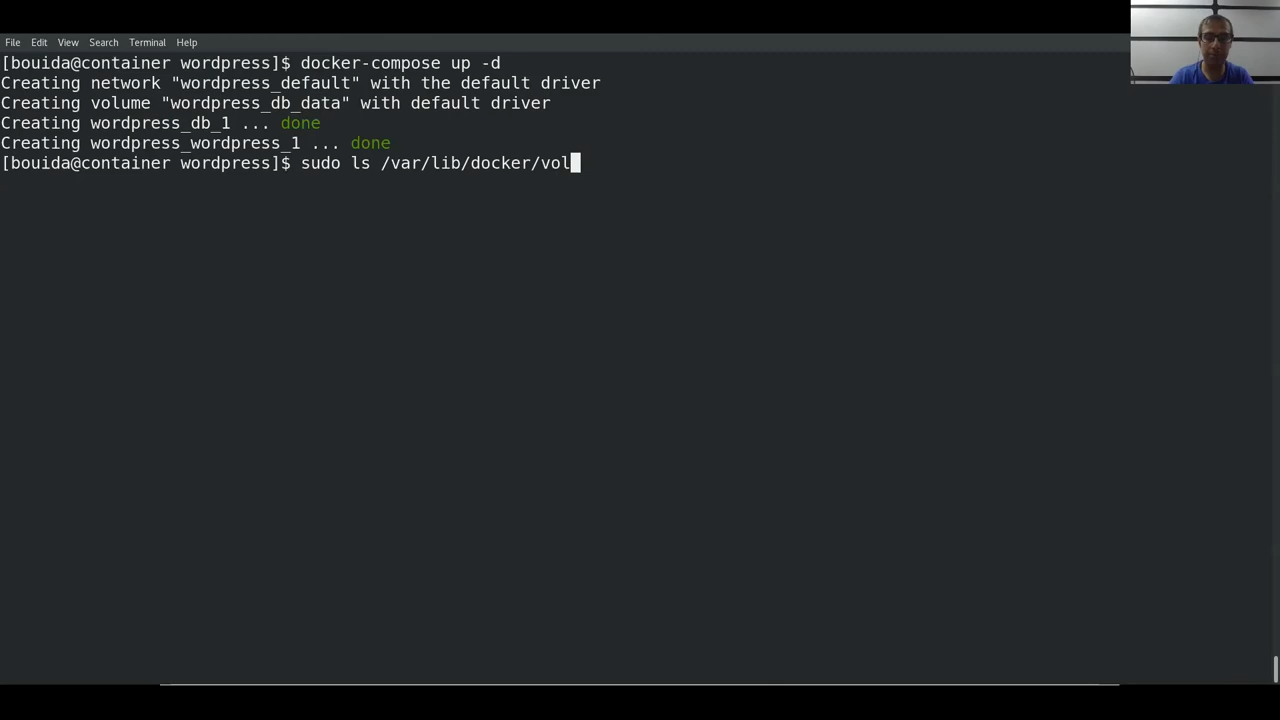 File Edit View Search Terminal Help
[bouida@container wordpress]$ docker-compose up -d
Creating network "wordpress_default" with the default driver
Creating volume "wordpress_db_data" with default driver
Creating wordpress_db_1 ... done
Creating wordpress_wordpress_1 ... done
[bouida@container wordpress]$ sudo ls /var/lib/docker/vol